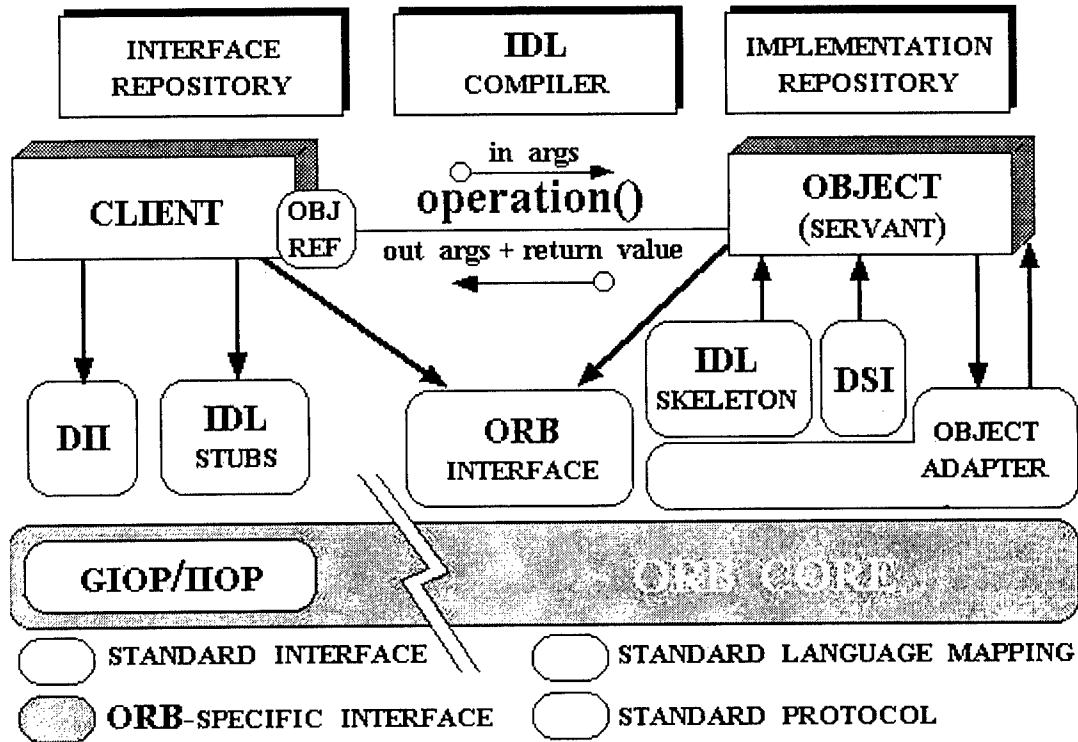 INTERFACE
REPOSITORY
IDL
COMPILER
IMPLEMENTATION
REPOSITORY
in args
operation()
out args + return value
CLIENT
OBJ
REF
OBJECT
(SERVANT)
DII
IDL
STUBS
ORB
INTERFACE
IDL
SKELETON
DSI
OBJECT
ADAPTER
GIOP/IIOP
ORB CORE
STANDARD INTERFACE
STANDARD LANGUAGE MAPPING
ORB-SPECIFIC INTERFACE
STANDARD PROTOCOL